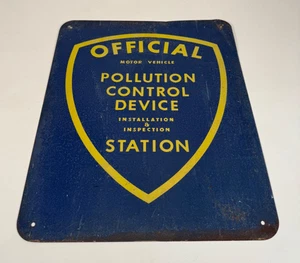 OFFICIAL
MOTOR VEHICLE
POLLUTION
CONTROL
DEVICE
INSTALLATION
&
INSPECTION
STATION